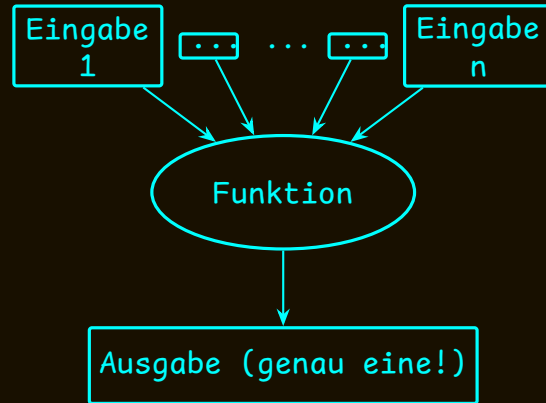 Eingabe
1
... ... ...
Eingabe
n
Funktion
Ausgabe (genau eine!)